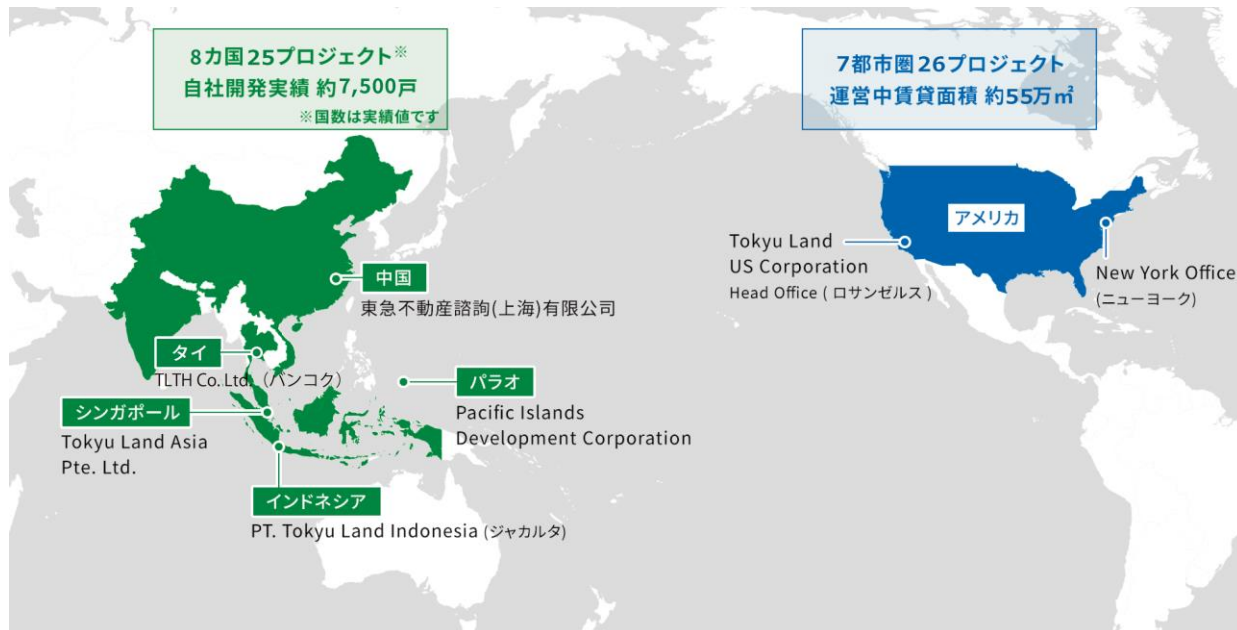 8カ国25プロジェクト※
自社開発実績 約7,500戸
※国数は実績値です
7都市圏26プロジェクト
運営中賃貸面積 約55万㎡
アメリカ
Tokyu Land
US Corporation
Head Office ( ロサンゼルス )
New York Office
(ニューヨーク)
中国
東急不動産諮詢(上海)有限公司
タイ
TLTH Co. Ltd. (バンコク)
パラオ
Pacific Islands
Development Corporation
シンガポール
Tokyu Land Asia
Pte. Ltd.
インドネシア
PT. Tokyu Land Indonesia (ジャカルタ)